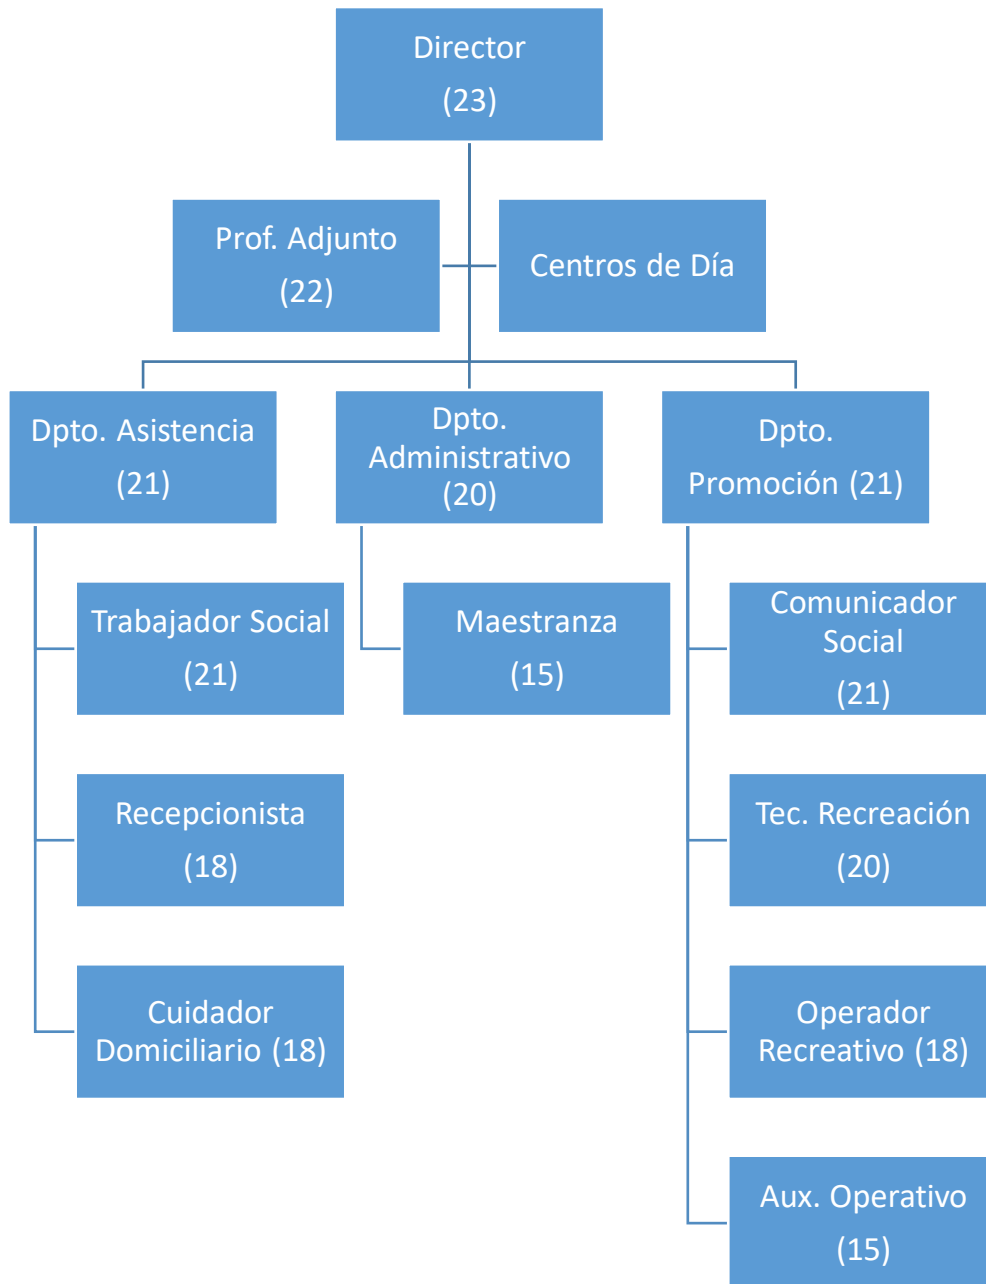 Director
(23)
Prof. Adjunto
(22)
Centros de Día
Dpto. Asistencia
(21)
Dpto.
Administrativo
(20)
Dpto.
Promoción (21)
Trabajador Social
(21)
Maestranza
(15)
Comunicador
Social
(21)
Recepcionista
(18)
Tec. Recreación
(20)
Cuidador
Domiciliario (18)
Operador
Recreativo (18)
Aux. Operativo
(15)